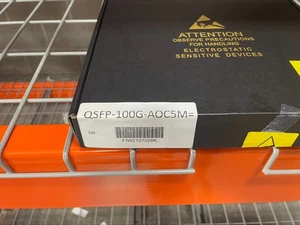 ATTENTION
OBSERVE PRECAUTIONS
FOR HANDLING
ELECTROSTATIC
SENSITIVE DEVICES
QSFP-100G-AOC5M=
SN: